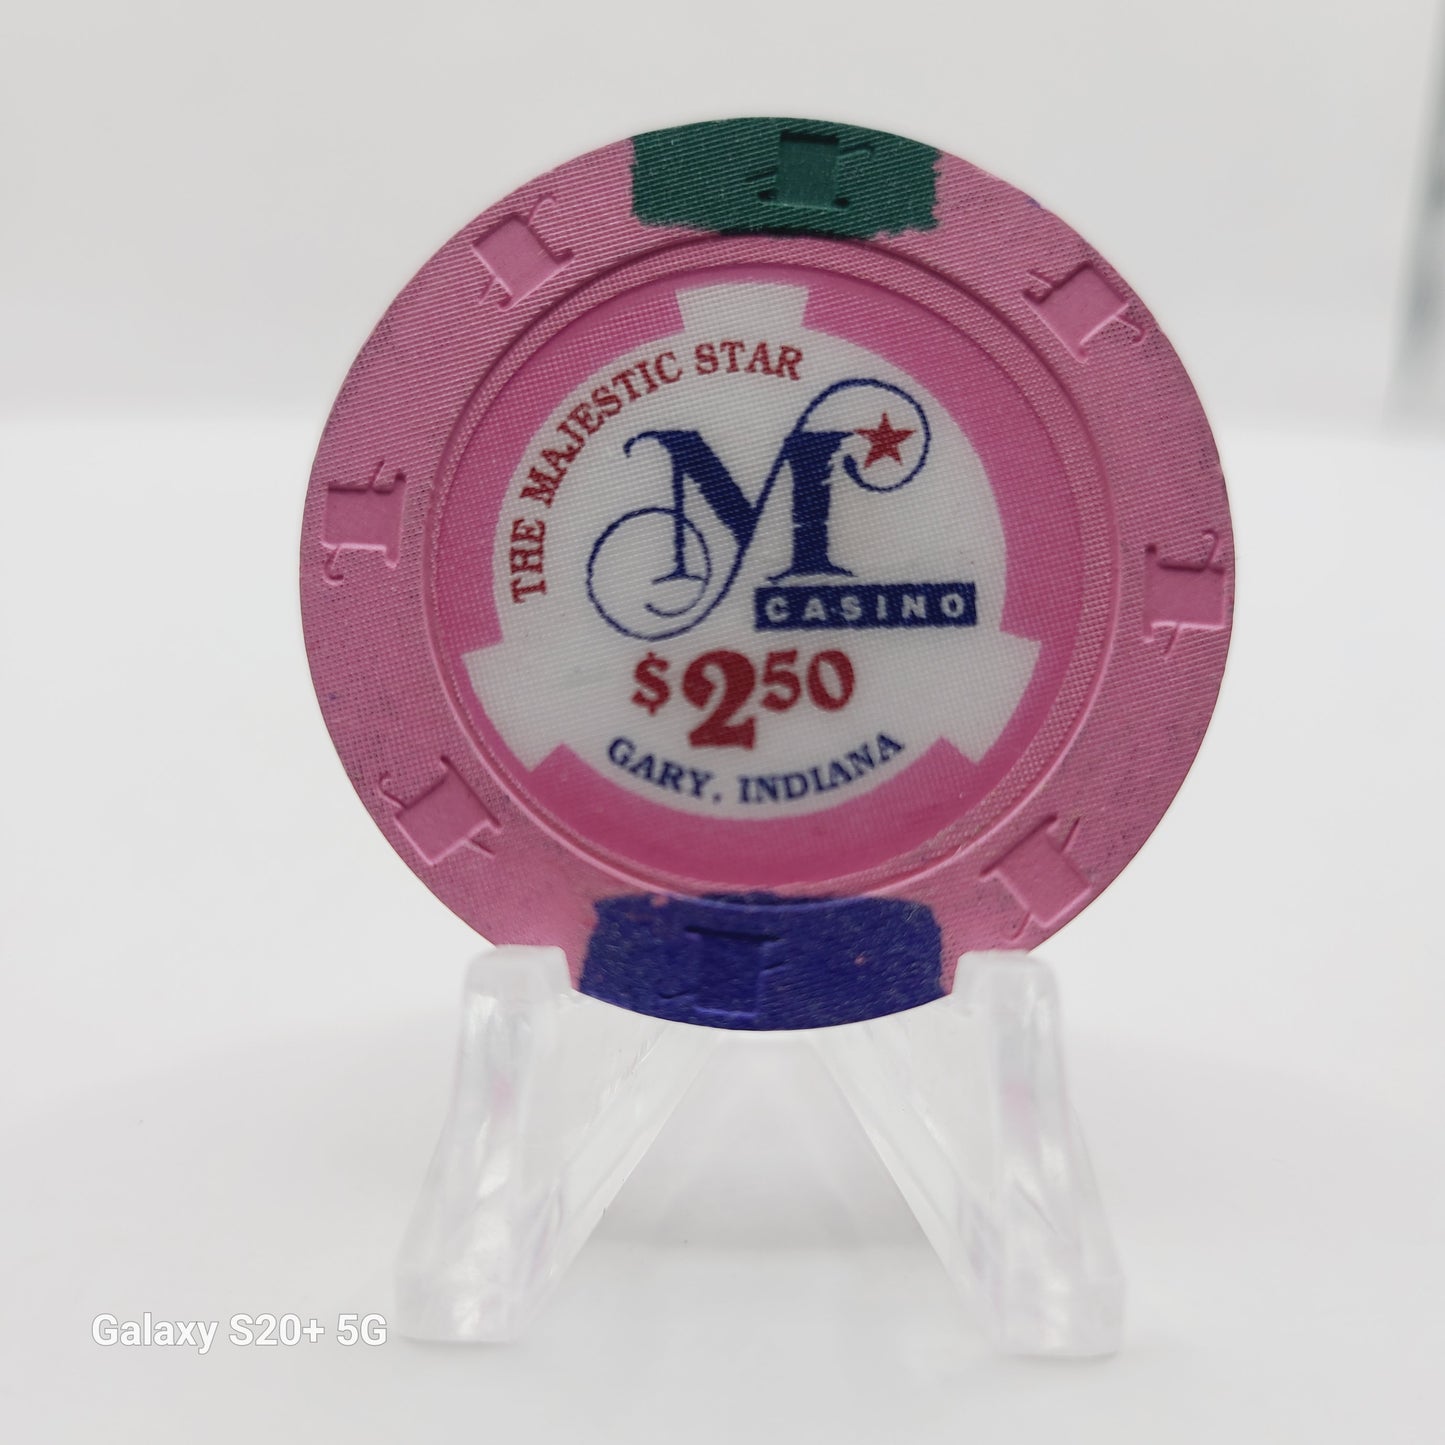 THE MAJESTIC STAR
M
CASINO
$2.50
GARY, INDIANA
Galaxy S20+ 5G